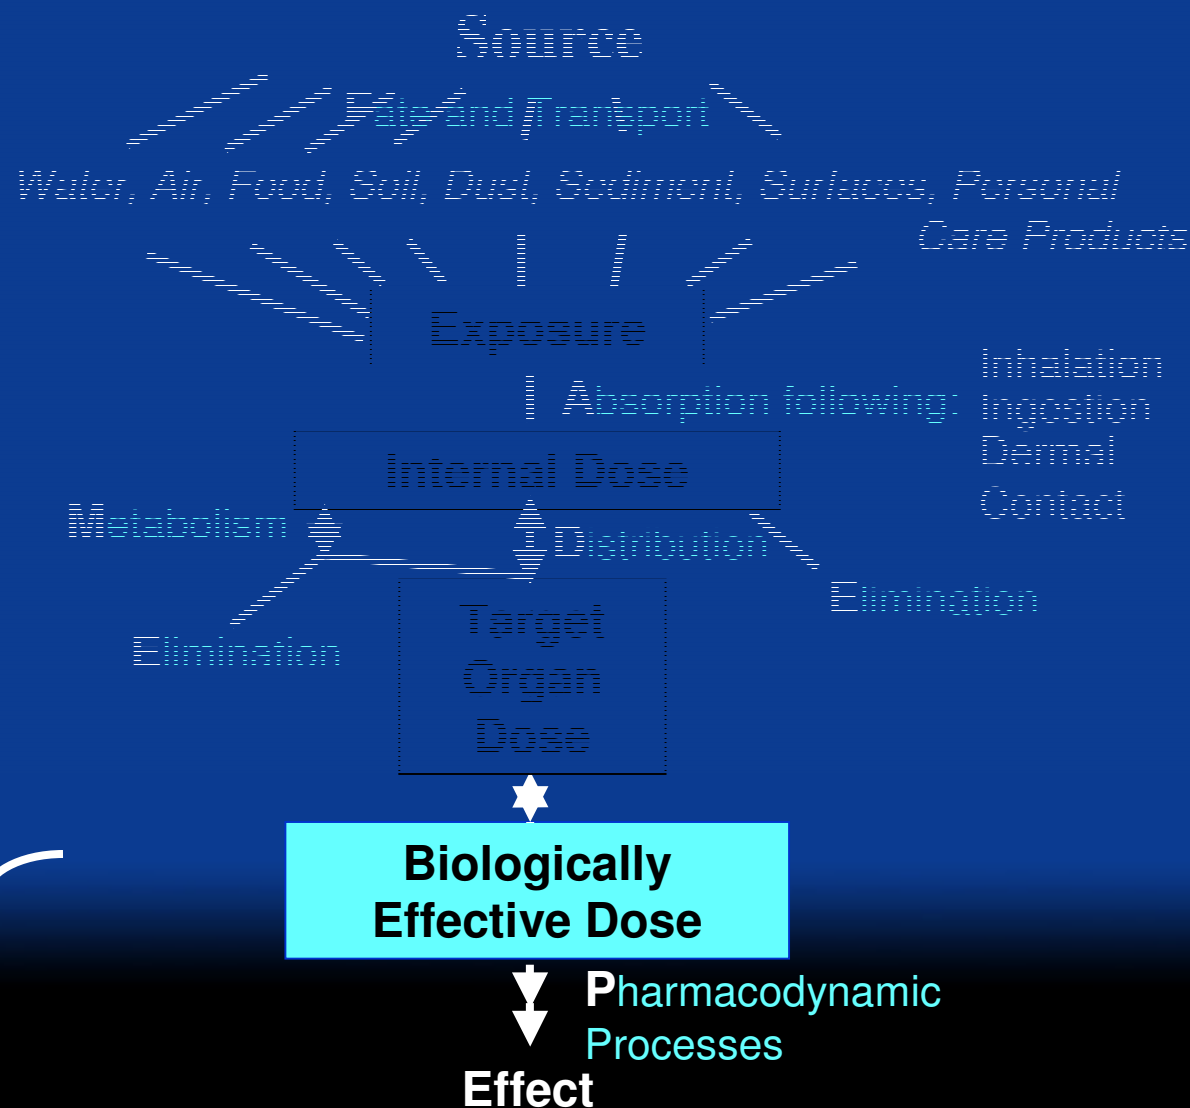 Source
Fate and Transport
Water, Air, Food, Soil, Dust, Sediment, Surfaces, Personal
Care Products
Exposure
Absorption following:
Inhalation
Ingestion
Dermal
Contact
Internal Dose
Metabolism
Distribution
Elimination
Elimination
Target
Organ
Dose
Biologically
Effective Dose
Pharmacodynamic
Processes
Effect